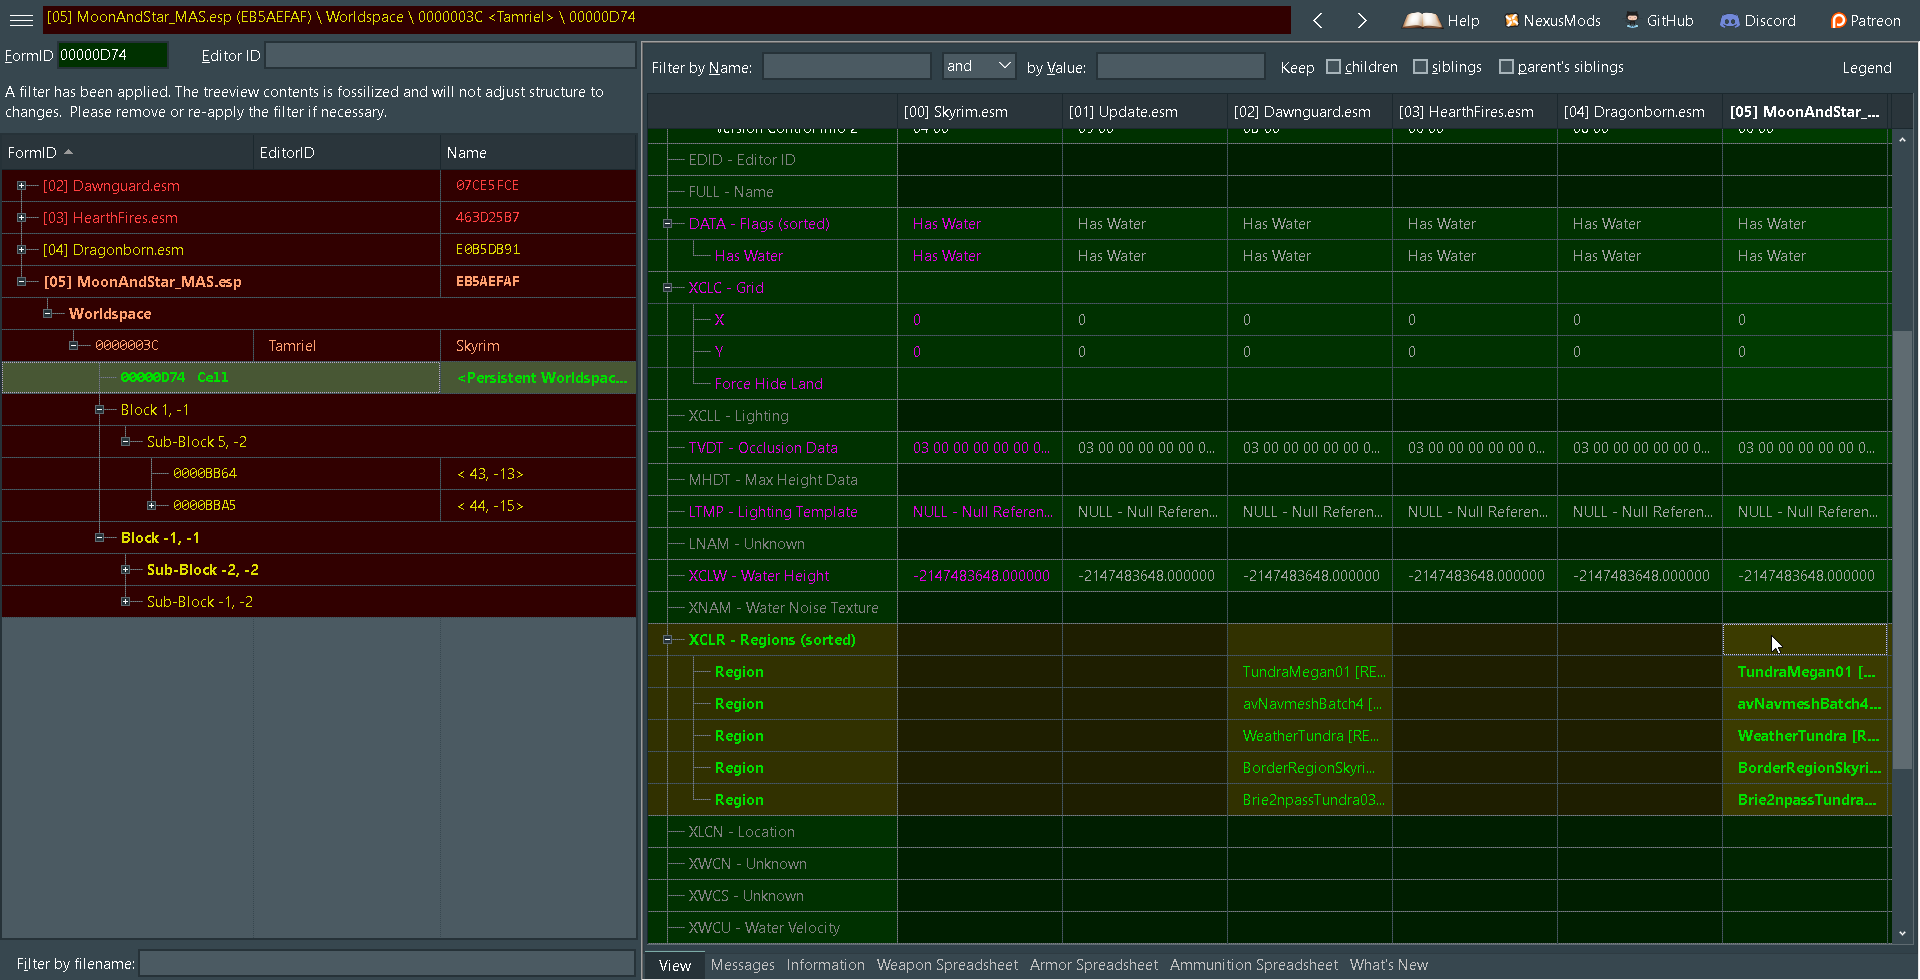 [05] MoonAndStar_MAS.esp (EB5AEFAF) \ Worldspace \ 0000003C <Tamriel> \ 00000D74
Help NexusMods GitHub Discord Patreon
FormID 00000D74 Editor ID
A filter has been applied. The treeview contents is fossilized and will not adjust structure to
changes. Please remove or re-apply the filter if necessary.
FormID EditorID Name
[02] Dawnguard.esm 07CE5FCE
[03] HearthFires.esm 463D25B7
[04] Dragonborn.esm E0B5DB91
[05] MoonAndStar_MAS.esp EB5AEFAF
Worldspace
0000003C Tamriel Skyrim
00000D74 Cell <Persistent Worldspac...
Block 1, -1
Sub-Block 5, -2
0000BB64 < 43, -13>
0000BBA5 < 44, -15>
Block -1, -1
Sub-Block -2, -2
Sub-Block -1, -2
Filter by filename:
Filter by Name: and by Value: Keep children siblings parent's siblings Legend
[00] Skyrim.esm [01] Update.esm [02] Dawnguard.esm [03] HearthFires.esm [04] Dragonborn.esm [05] MoonAndStar_...
Version Control Info 2
EDID - Editor ID
FULL - Name
DATA - Flags (sorted) Has Water Has Water Has Water Has Water Has Water Has Water
Has Water Has Water Has Water Has Water Has Water Has Water Has Water
XCLC - Grid
X 0 0 0 0 0 0
Y 0 0 0 0 0 0
Force Hide Land
XCLL - Lighting
TVDT - Occlusion Data 03 00 00 00 00 00 0... 03 00 00 00 00 00 0... 03 00 00 00 00 00 0... 03 00 00 00 00 00 0... 03 00 00 00 00 00 0... 03 00 00 00 00 00 0...
MHDT - Max Height Data
LTMP - Lighting Template NULL - Null Referen... NULL - Null Referen... NULL - Null Referen... NULL - Null Referen... NULL - Null Referen... NULL - Null Referen...
LNAM - Unknown
XCLW - Water Height -2147483648.000000 -2147483648.000000 -2147483648.000000 -2147483648.000000 -2147483648.000000 -2147483648.000000
XNAM - Water Noise Texture
XCLR - Regions (sorted)
Region TundraMegan01 [RE... TundraMegan01 [...
Region avNavmeshBatch4 [... avNavmeshBatch4...
Region WeatherTundra [RE... WeatherTundra [R...
Region BorderRegionSkyri... BorderRegionSkyri...
Region Brie2npassTundra03... Brie2npassTundra...
XLCN - Location
XWCN - Unknown
XWCS - Unknown
XWCU - Water Velocity
View Messages Information Weapon Spreadsheet Armor Spreadsheet Ammunition Spreadsheet What's New